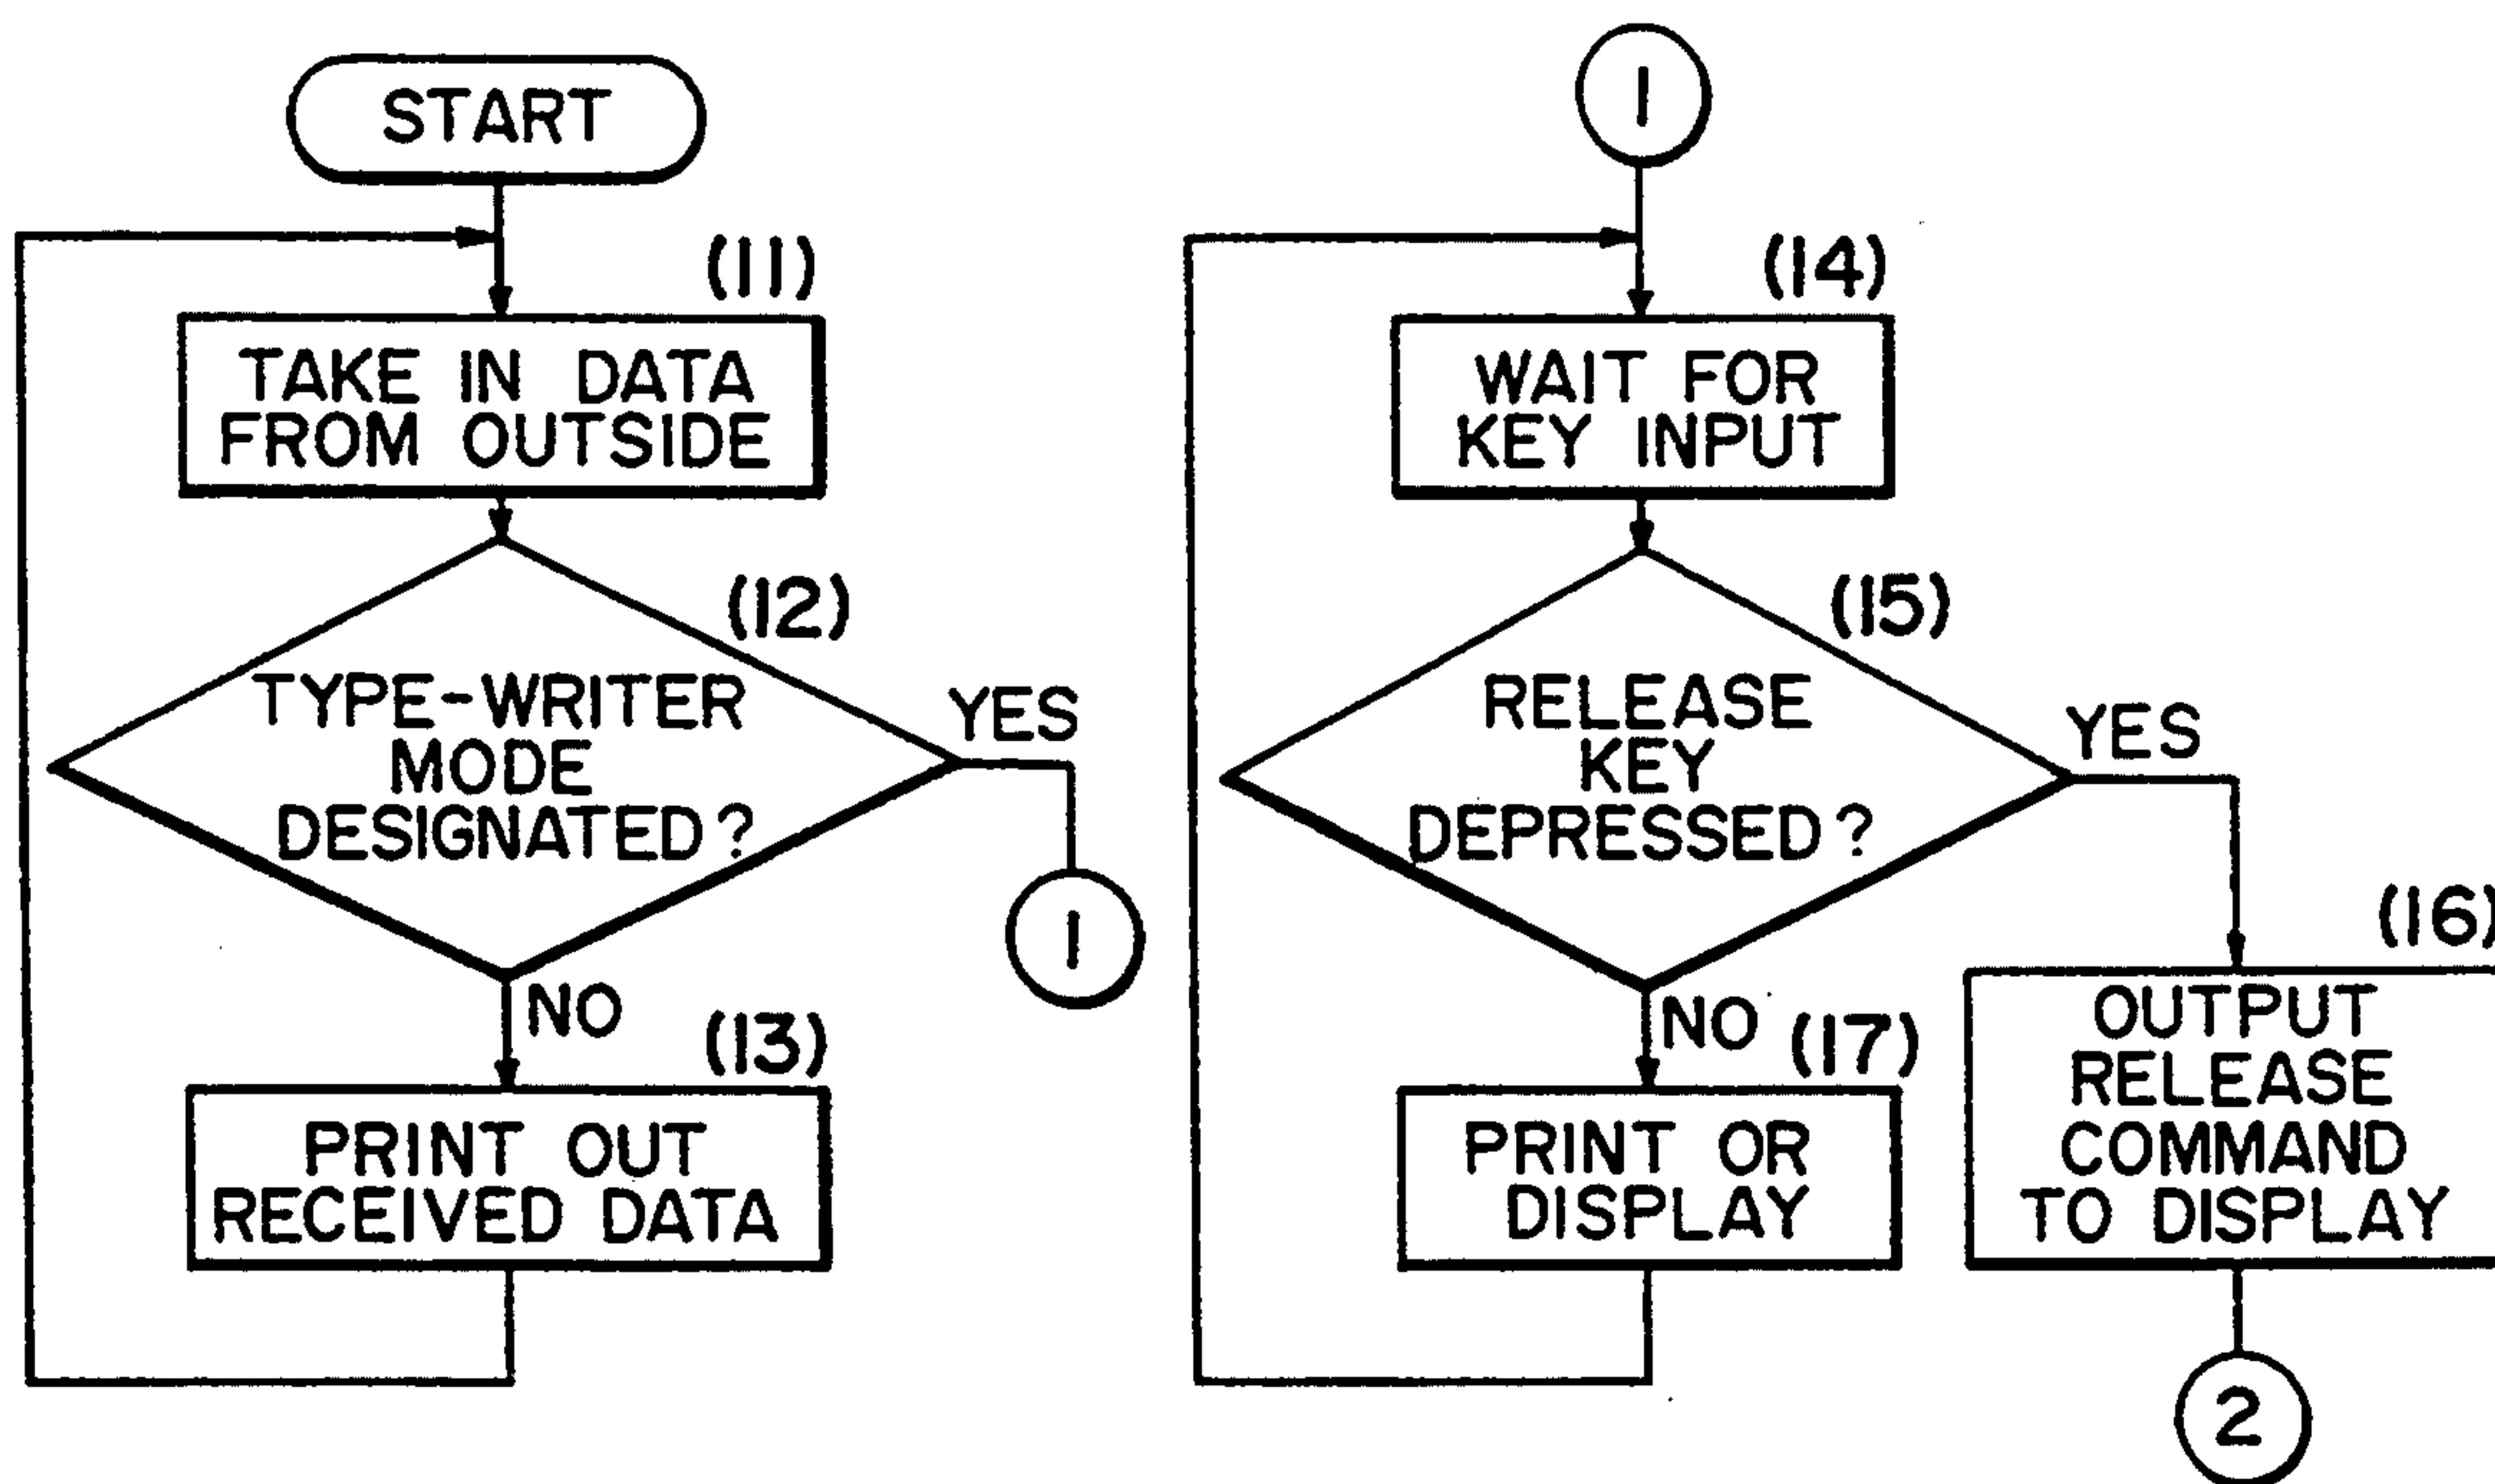 START
(11)
TAKE IN DATA
FROM OUTSIDE
(12)
TYPE-WRITER
MODE
DESIGNATED?
YES
1
NO
(13)
PRINT OUT
RECEIVED DATA
1
(14)
WAIT FOR
KEY INPUT
(15)
RELEASE
KEY
DEPRESSED?
YES
NO
(17)
PRINT OR
DISPLAY
(16)
OUTPUT
RELEASE
COMMAND
TO DISPLAY
2